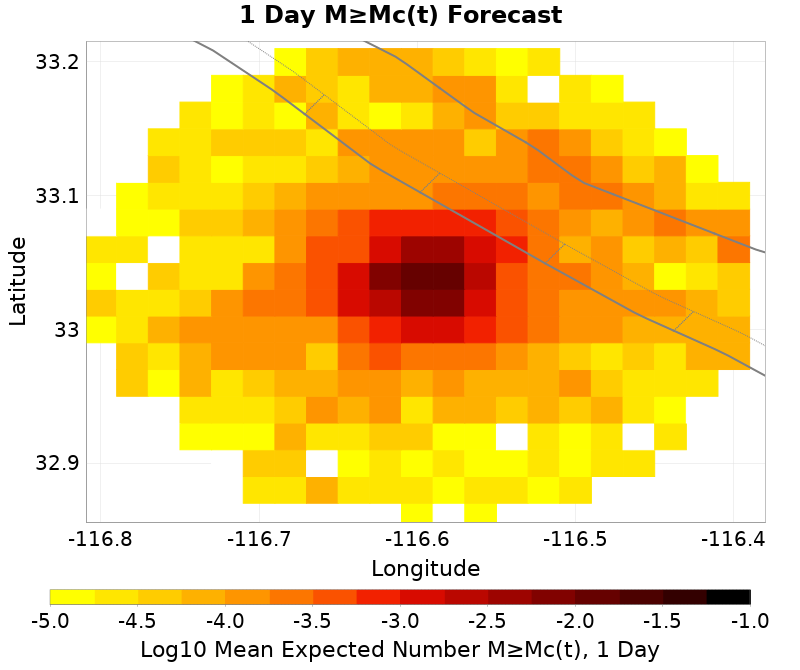 1 Day M≥Mc(t) Forecast
33.2
33.1
33
32.9
Latitude
-116.8 -116.7 -116.6 -116.5 -116.4
Longitude
-5.0 -4.5 -4.0 -3.5 -3.0 -2.5 -2.0 -1.5 -1.0
Log10 Mean Expected Number M≥Mc(t), 1 Day